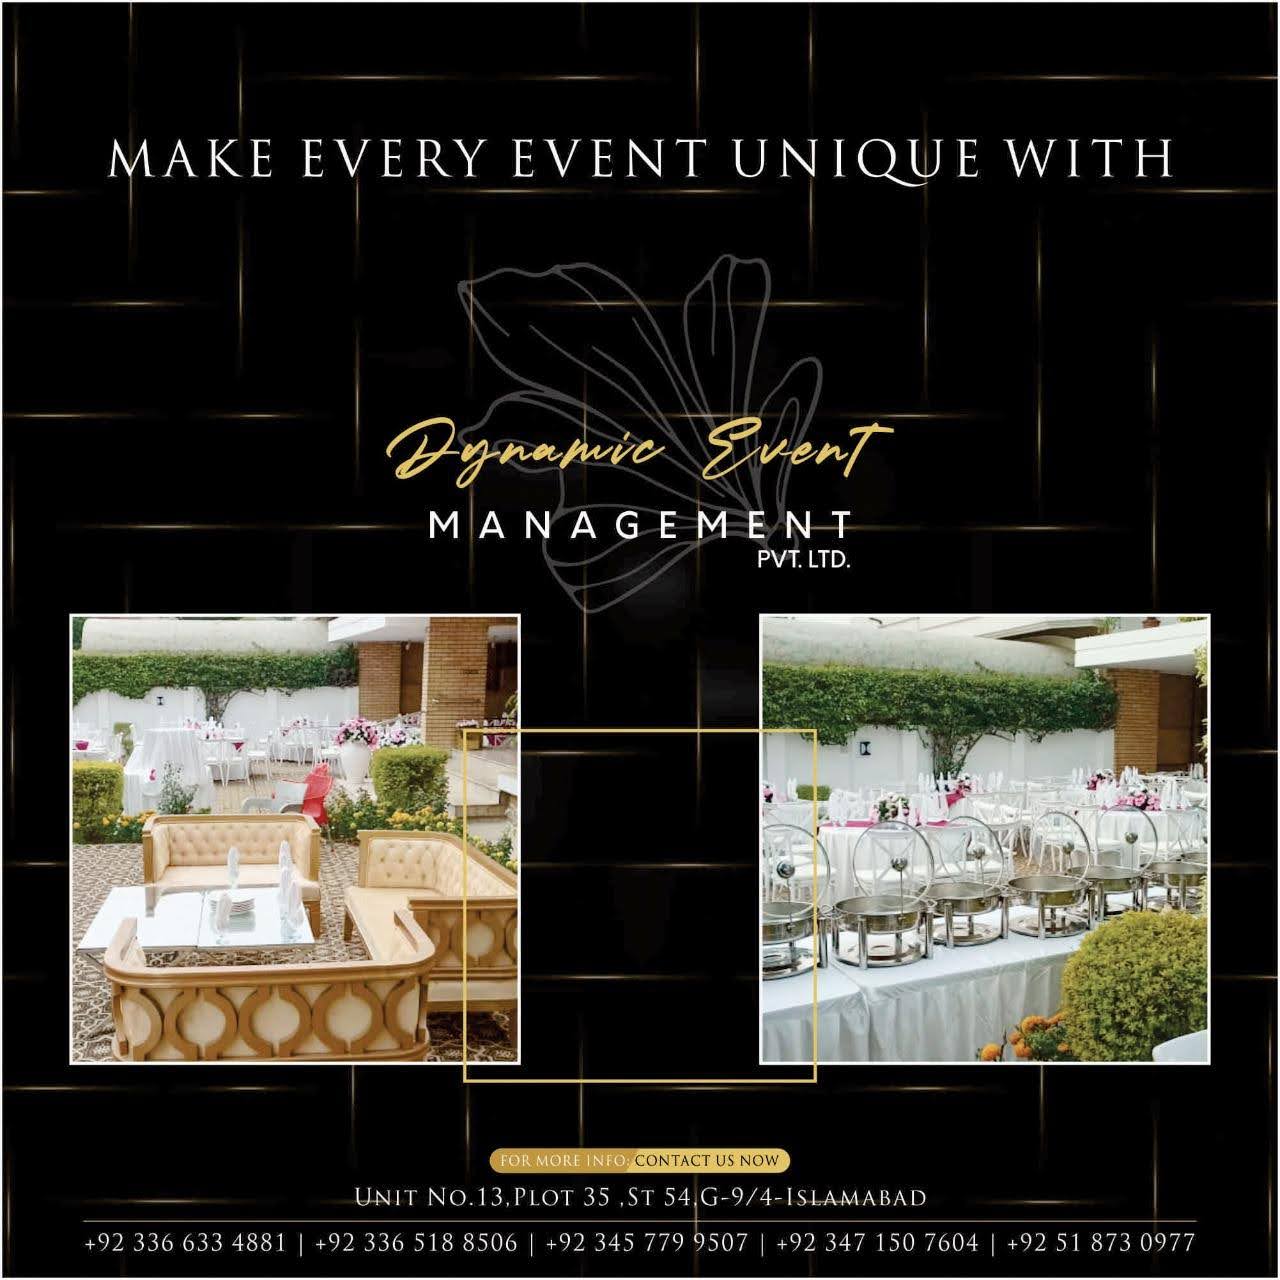 MAKE EVERY EVENT UNIQUE WITH
Dynamic Event
MANAGEMENT
PVT. LTD.
FOR MORE INFO: CONTACT US NOW
UNIT NO.13,PLOT 35 ,ST 54,G-9/4-ISLAMABAD
+92 336 633 4881 | +92 336 518 8506 | +92 345 779 9507 | +92 347 150 7604 | +92 51 873 0977